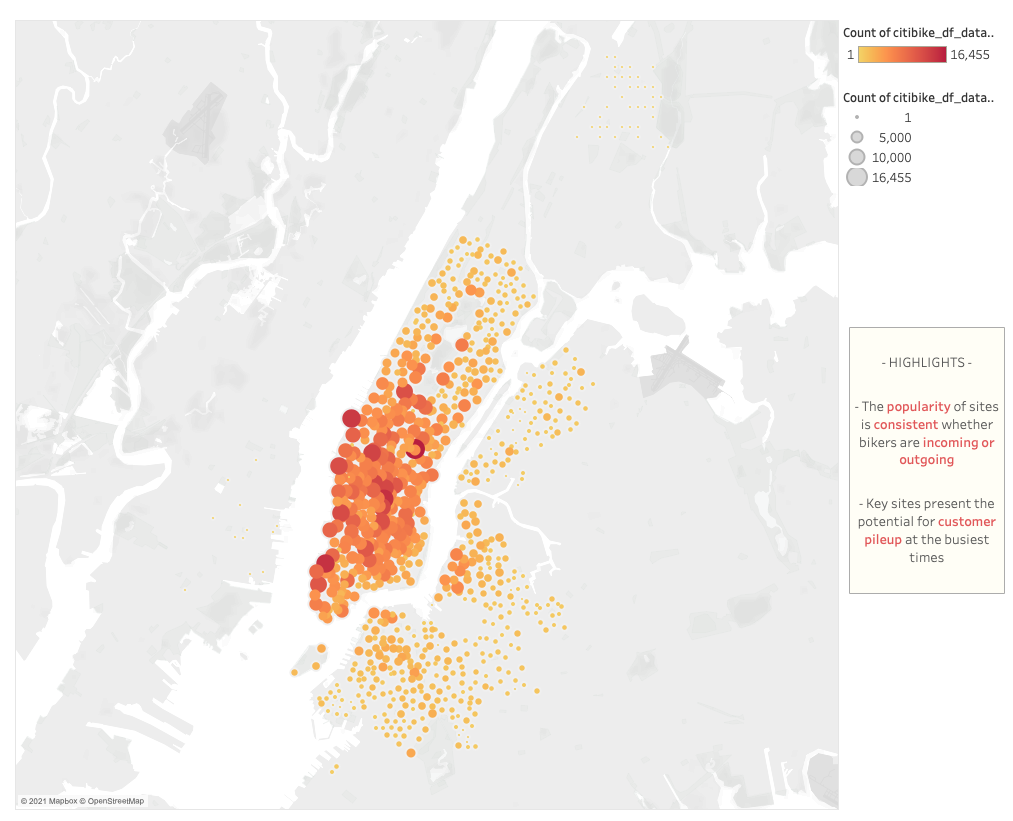 Count of citibike_df_data..
1 16,455
Count of citibike_df_data..
1
5,000
10,000
16,455
- HIGHLIGHTS -
- The popularity of sites
is consistent whether
bikers are incoming or
outgoing
- Key sites present the
potential for customer
pileup at the busiest
times
© 2021 Mapbox © OpenStreetMap